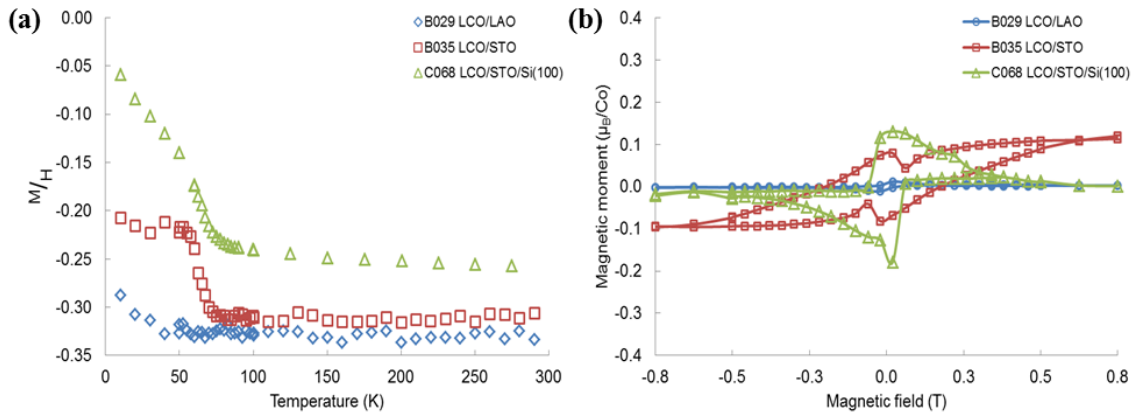 (a)
0.00
-0.05
-0.10
-0.15
-0.20
-0.25
-0.30
-0.35
M/H
0
50
100
150
200
250
300
Temperature (K)
B029 LCO/LAO
B035 LCO/STO
C068 LCO/STO/Si(100)
(b)
0.4
0.3
0.2
0.1
0.0
-0.1
-0.2
-0.3
-0.4
Magnetic moment (μB/Co)
-0.8
-0.5
-0.3
0.0
0.3
0.5
0.8
Magnetic field (T)
B029 LCO/LAO
B035 LCO/STO
C068 LCO/STO/Si(100)